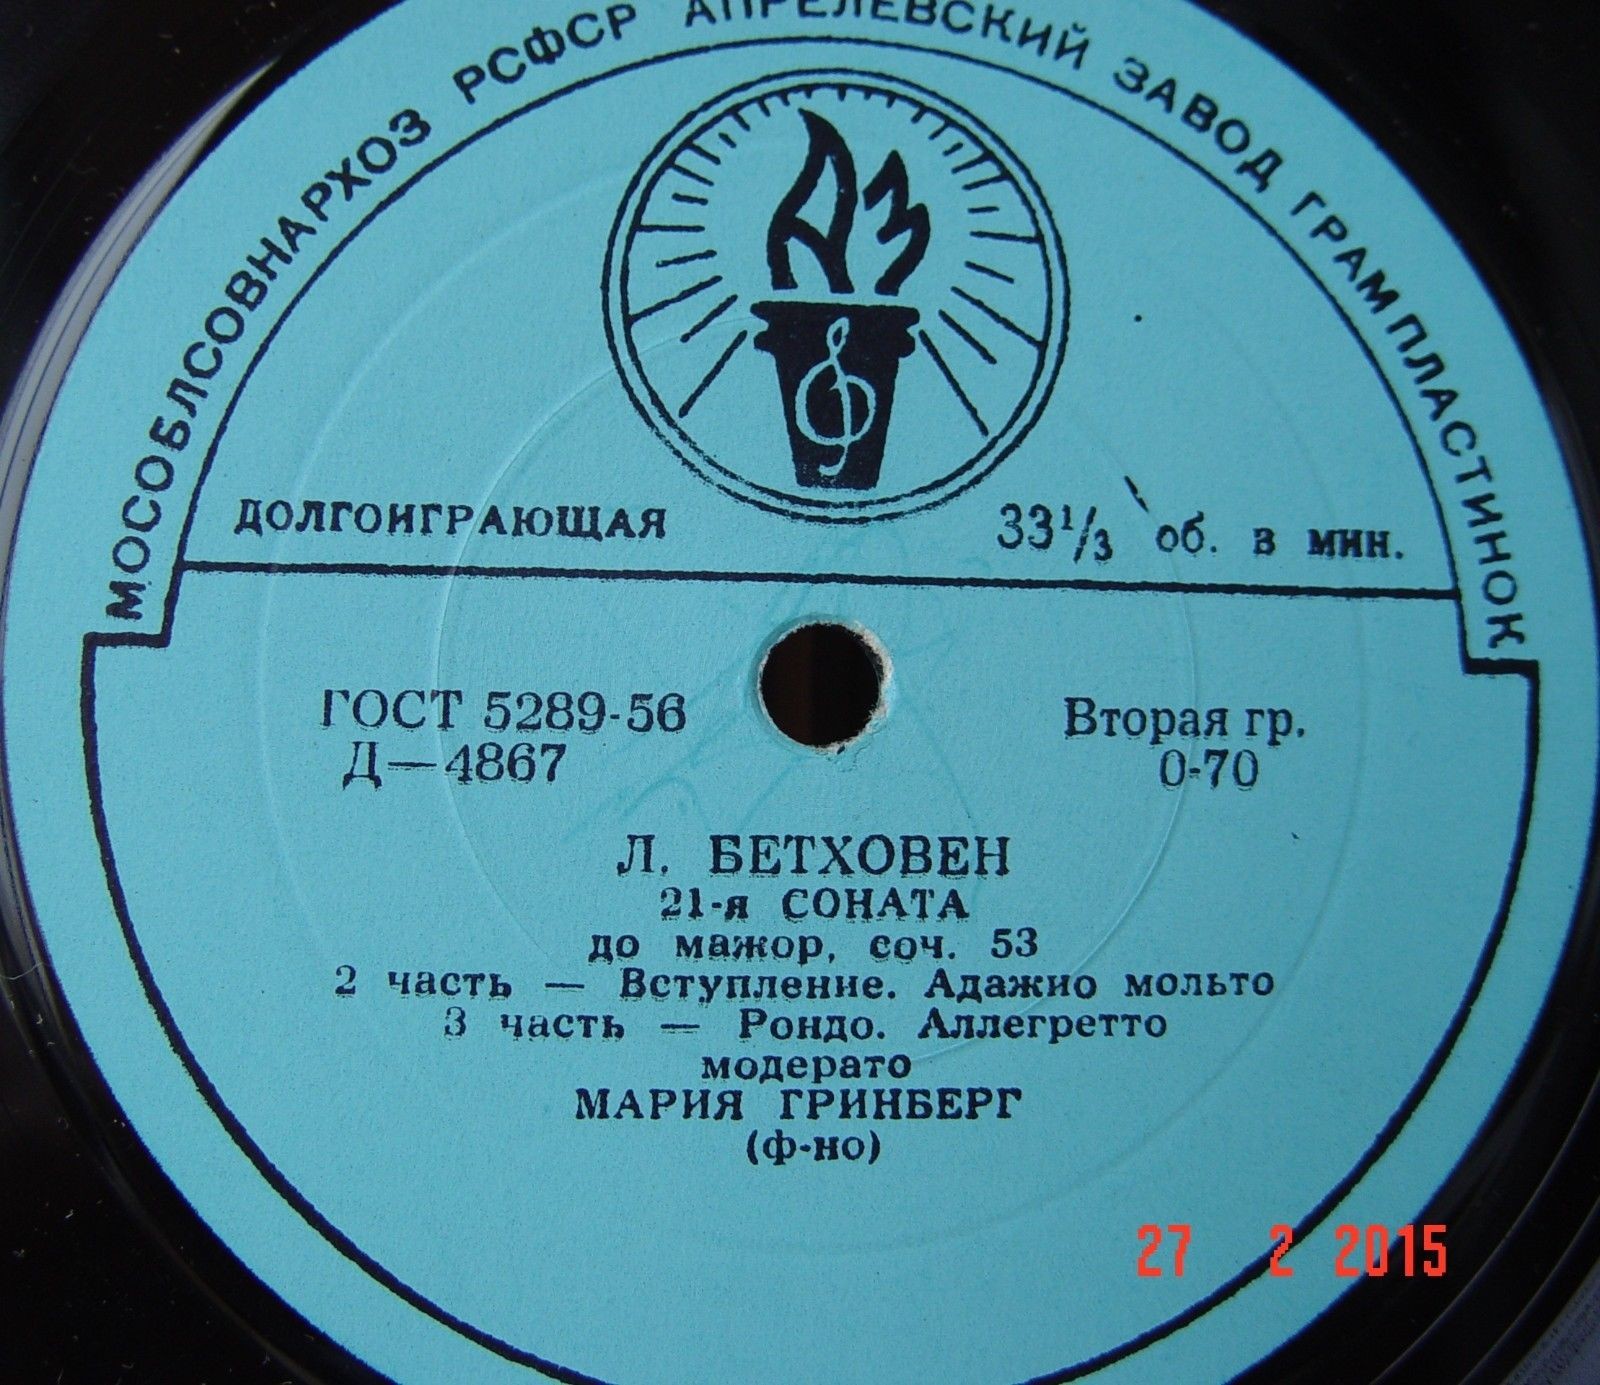 МОСОБЛСОВНАРХОЗ РСФСР АПРЕЛЕВСКИЙ ЗАВОД ГРАМПЛАСТИНОК
АЗ
ДОЛГОИГРАЮЩАЯ 33⅓ об. в мин.
ГОСТ 5289-56 Вторая гр.
Д—4867 0-70
Л. БЕТХОВЕН
21-я СОНАТА
до мажор, соч. 53
2 часть — Вступление. Адажио мольто
3 часть — Рондо. Аллегретто
модерато
МАРИЯ ГРИНБЕРГ
(ф-но)
27 2 2015